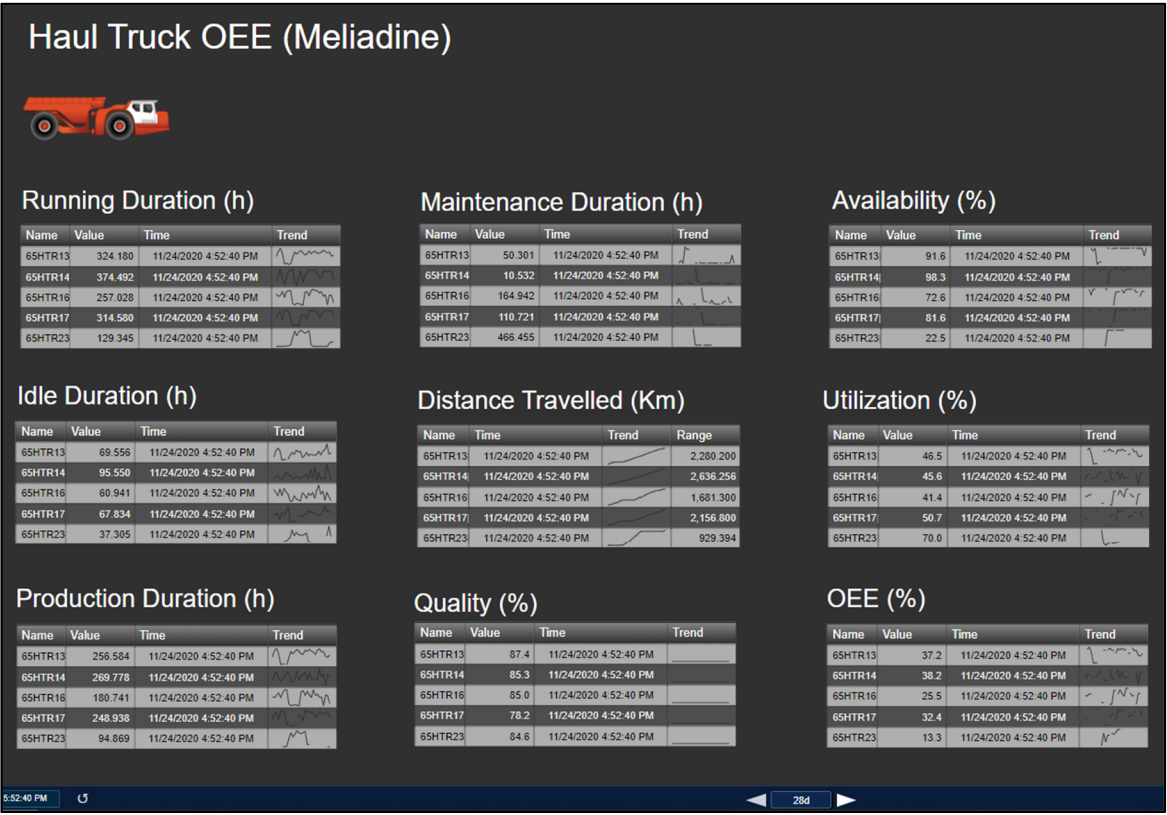 Haul Truck OEE (Meliadine)
Running Duration (h)
Name Value Time Trend
65HTR13 324.180 11/24/2020 4:52:40 PM
65HTR14 374.492 11/24/2020 4:52:40 PM
65HTR16 257.028 11/24/2020 4:52:40 PM
65HTR17 314.580 11/24/2020 4:52:40 PM
65HTR23 129.345 11/24/2020 4:52:40 PM
Maintenance Duration (h)
Name Value Time Trend
65HTR13 50.301 11/24/2020 4:52:40 PM
65HTR14 10.532 11/24/2020 4:52:40 PM
65HTR16 164.942 11/24/2020 4:52:40 PM
65HTR17 110.721 11/24/2020 4:52:40 PM
65HTR23 466.455 11/24/2020 4:52:40 PM
Availability (%)
Name Value Time Trend
65HTR13 91.6 11/24/2020 4:52:40 PM
65HTR14 98.3 11/24/2020 4:52:40 PM
65HTR16 72.6 11/24/2020 4:52:40 PM
65HTR17 81.6 11/24/2020 4:52:40 PM
65HTR23 22.5 11/24/2020 4:52:40 PM
Idle Duration (h)
Name Value Time Trend
65HTR13 69.556 11/24/2020 4:52:40 PM
65HTR14 95.550 11/24/2020 4:52:40 PM
65HTR16 60.941 11/24/2020 4:52:40 PM
65HTR17 67.834 11/24/2020 4:52:40 PM
65HTR23 37.305 11/24/2020 4:52:40 PM
Distance Travelled (Km)
Name Time Trend Range
65HTR13 11/24/2020 4:52:40 PM 2,280.200
65HTR14 11/24/2020 4:52:40 PM 2,636.256
65HTR16 11/24/2020 4:52:40 PM 1,681.300
65HTR17 11/24/2020 4:52:40 PM 2,156.800
65HTR23 11/24/2020 4:52:40 PM 929.394
Utilization (%)
Name Value Time Trend
65HTR13 46.5 11/24/2020 4:52:40 PM
65HTR14 45.6 11/24/2020 4:52:40 PM
65HTR16 41.4 11/24/2020 4:52:40 PM
65HTR17 50.7 11/24/2020 4:52:40 PM
65HTR23 70.0 11/24/2020 4:52:40 PM
Production Duration (h)
Name Value Time Trend
65HTR13 256.584 11/24/2020 4:52:40 PM
65HTR14 269.778 11/24/2020 4:52:40 PM
65HTR16 180.741 11/24/2020 4:52:40 PM
65HTR17 248.938 11/24/2020 4:52:40 PM
65HTR23 94.869 11/24/2020 4:52:40 PM
Quality (%)
Name Value Time Trend
65HTR13 87.4 11/24/2020 4:52:40 PM
65HTR14 85.3 11/24/2020 4:52:40 PM
65HTR16 85.0 11/24/2020 4:52:40 PM
65HTR17 78.2 11/24/2020 4:52:40 PM
65HTR23 84.6 11/24/2020 4:52:40 PM
OEE (%)
Name Value Time Trend
65HTR13 37.2 11/24/2020 4:52:40 PM
65HTR14 38.2 11/24/2020 4:52:40 PM
65HTR16 25.5 11/24/2020 4:52:40 PM
65HTR17 32.4 11/24/2020 4:52:40 PM
65HTR23 13.3 11/24/2020 4:52:40 PM
5:52:40 PM 28d